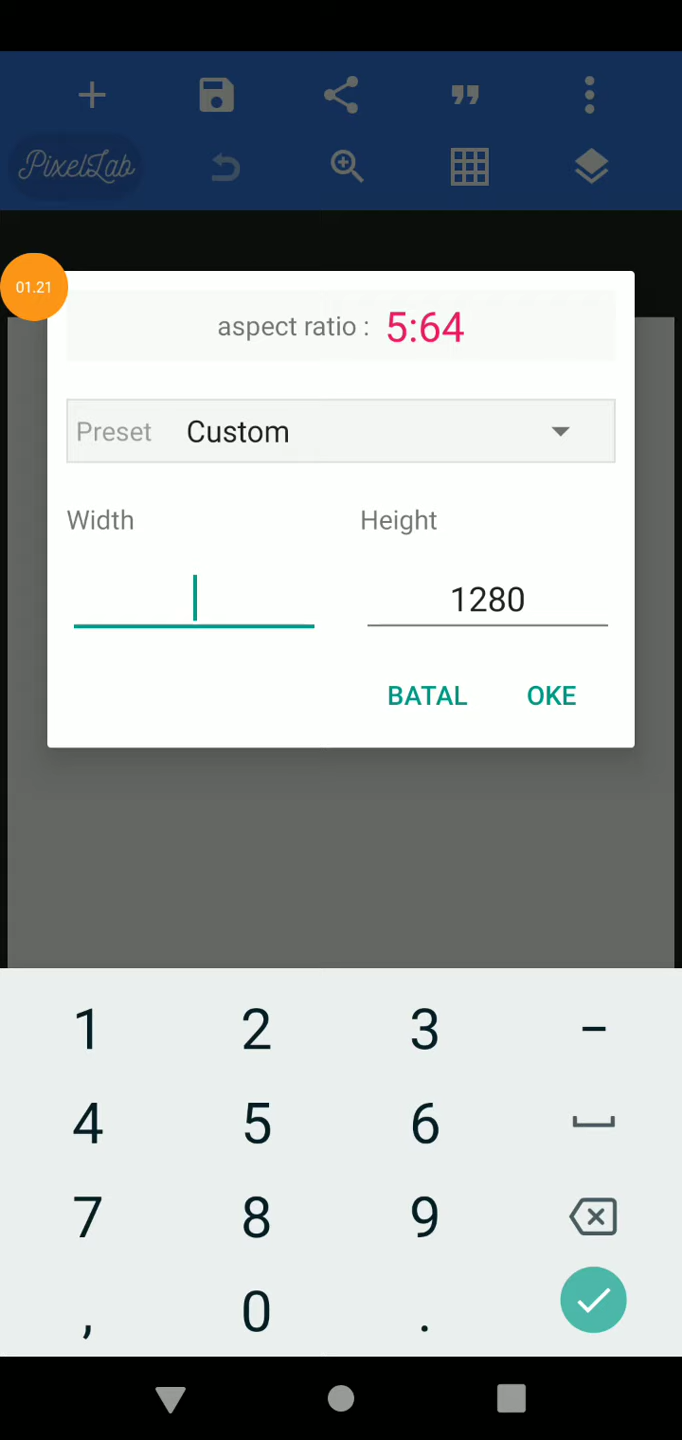 PixelLab
01.21
aspect ratio : 5:64
Preset Custom
Width Height
1280
BATAL OKE
1 2 3 –
4 5 6
7 8 9
, 0 .